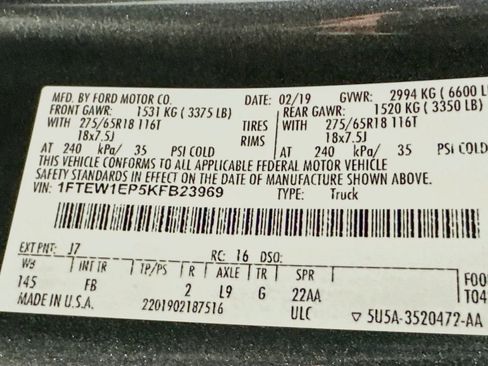 MFD. BY FORD MOTOR CO. DATE: 02/19 GVWR: 2994 KG ( 6600 L
FRONT GAWR: 1531 KG ( 3375 LB) REAR GAWR: 1520 KG ( 3350 LB)
WITH 275/65R18 116T TIRES WITH 275/65R18 116T
18x7.5J RIMS 18x7.5J
AT 240 kPa/ 35 PSI COLD AT 240 kPa/ 35 PSI COLD
THIS VEHICLE CONFORMS TO ALL APPLICABLE FEDERAL MOTOR VEHICLE
SAFETY STANDARDS IN EFFECT ON THE DATE OF MANUFACTURE SHOWN ABOVE.
VIN: 1FTEW1EP5KFB23969 TYPE: Truck
EXT PNT: J7 RC: 16 DSO: F00
WB INT TR TP/PS R AXLE TR SPR T04
145 FB 2 L9 G 22AA
MADE IN U.S.A. 2201902187516 ULC ▽ 5U5A-3520472-AA